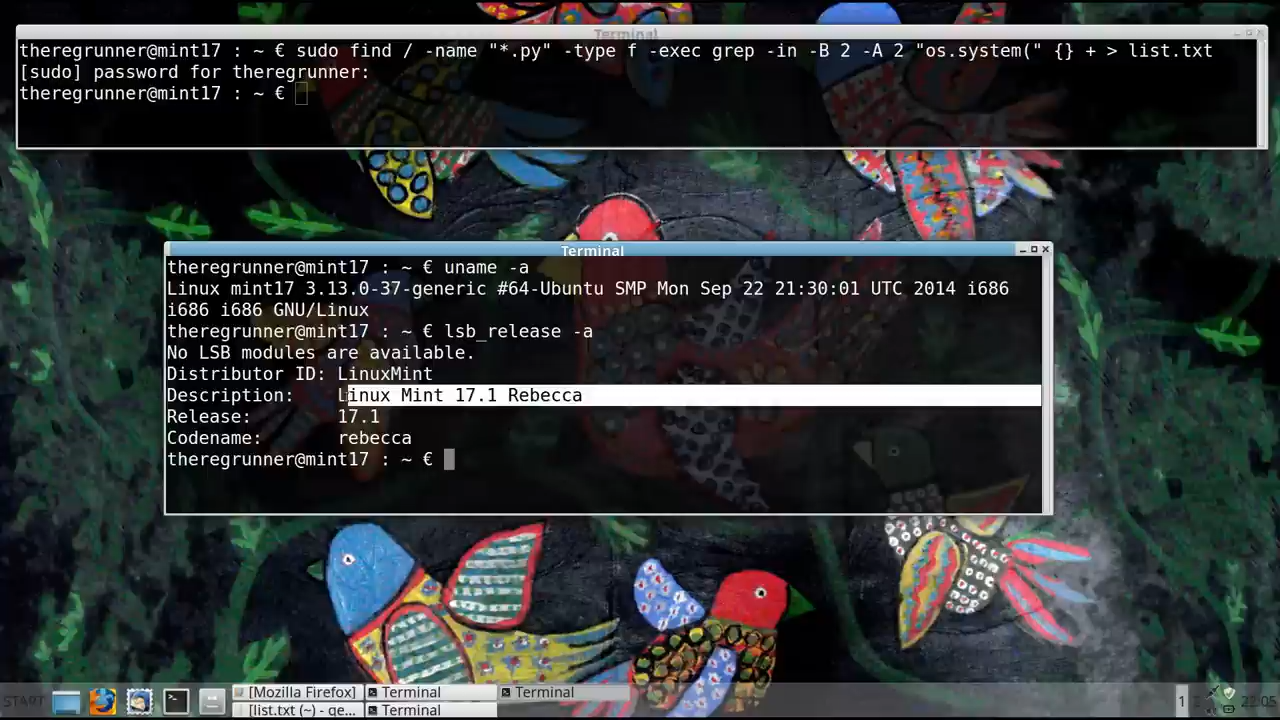 Terminal
theregrunner@mint17 : ~ € sudo find / -name "*.py" -type f -exec grep -in -B 2 -A 2 "os.system(" {} + > list.txt
[sudo] password for theregrunner:
theregrunner@mint17 : ~ €
Terminal
theregrunner@mint17 : ~ € uname -a
Linux mint17 3.13.0-37-generic #64-Ubuntu SMP Mon Sep 22 21:30:01 UTC 2014 i686
i686 i686 GNU/Linux
theregrunner@mint17 : ~ € lsb_release -a
No LSB modules are available.
Distributor ID: LinuxMint
Description: Linux Mint 17.1 Rebecca
Release: 17.1
Codename: rebecca
theregrunner@mint17 : ~ €
START [Mozilla Firefox] Terminal Terminal 1 2 22:05
[list.txt (~) - ge... Terminal